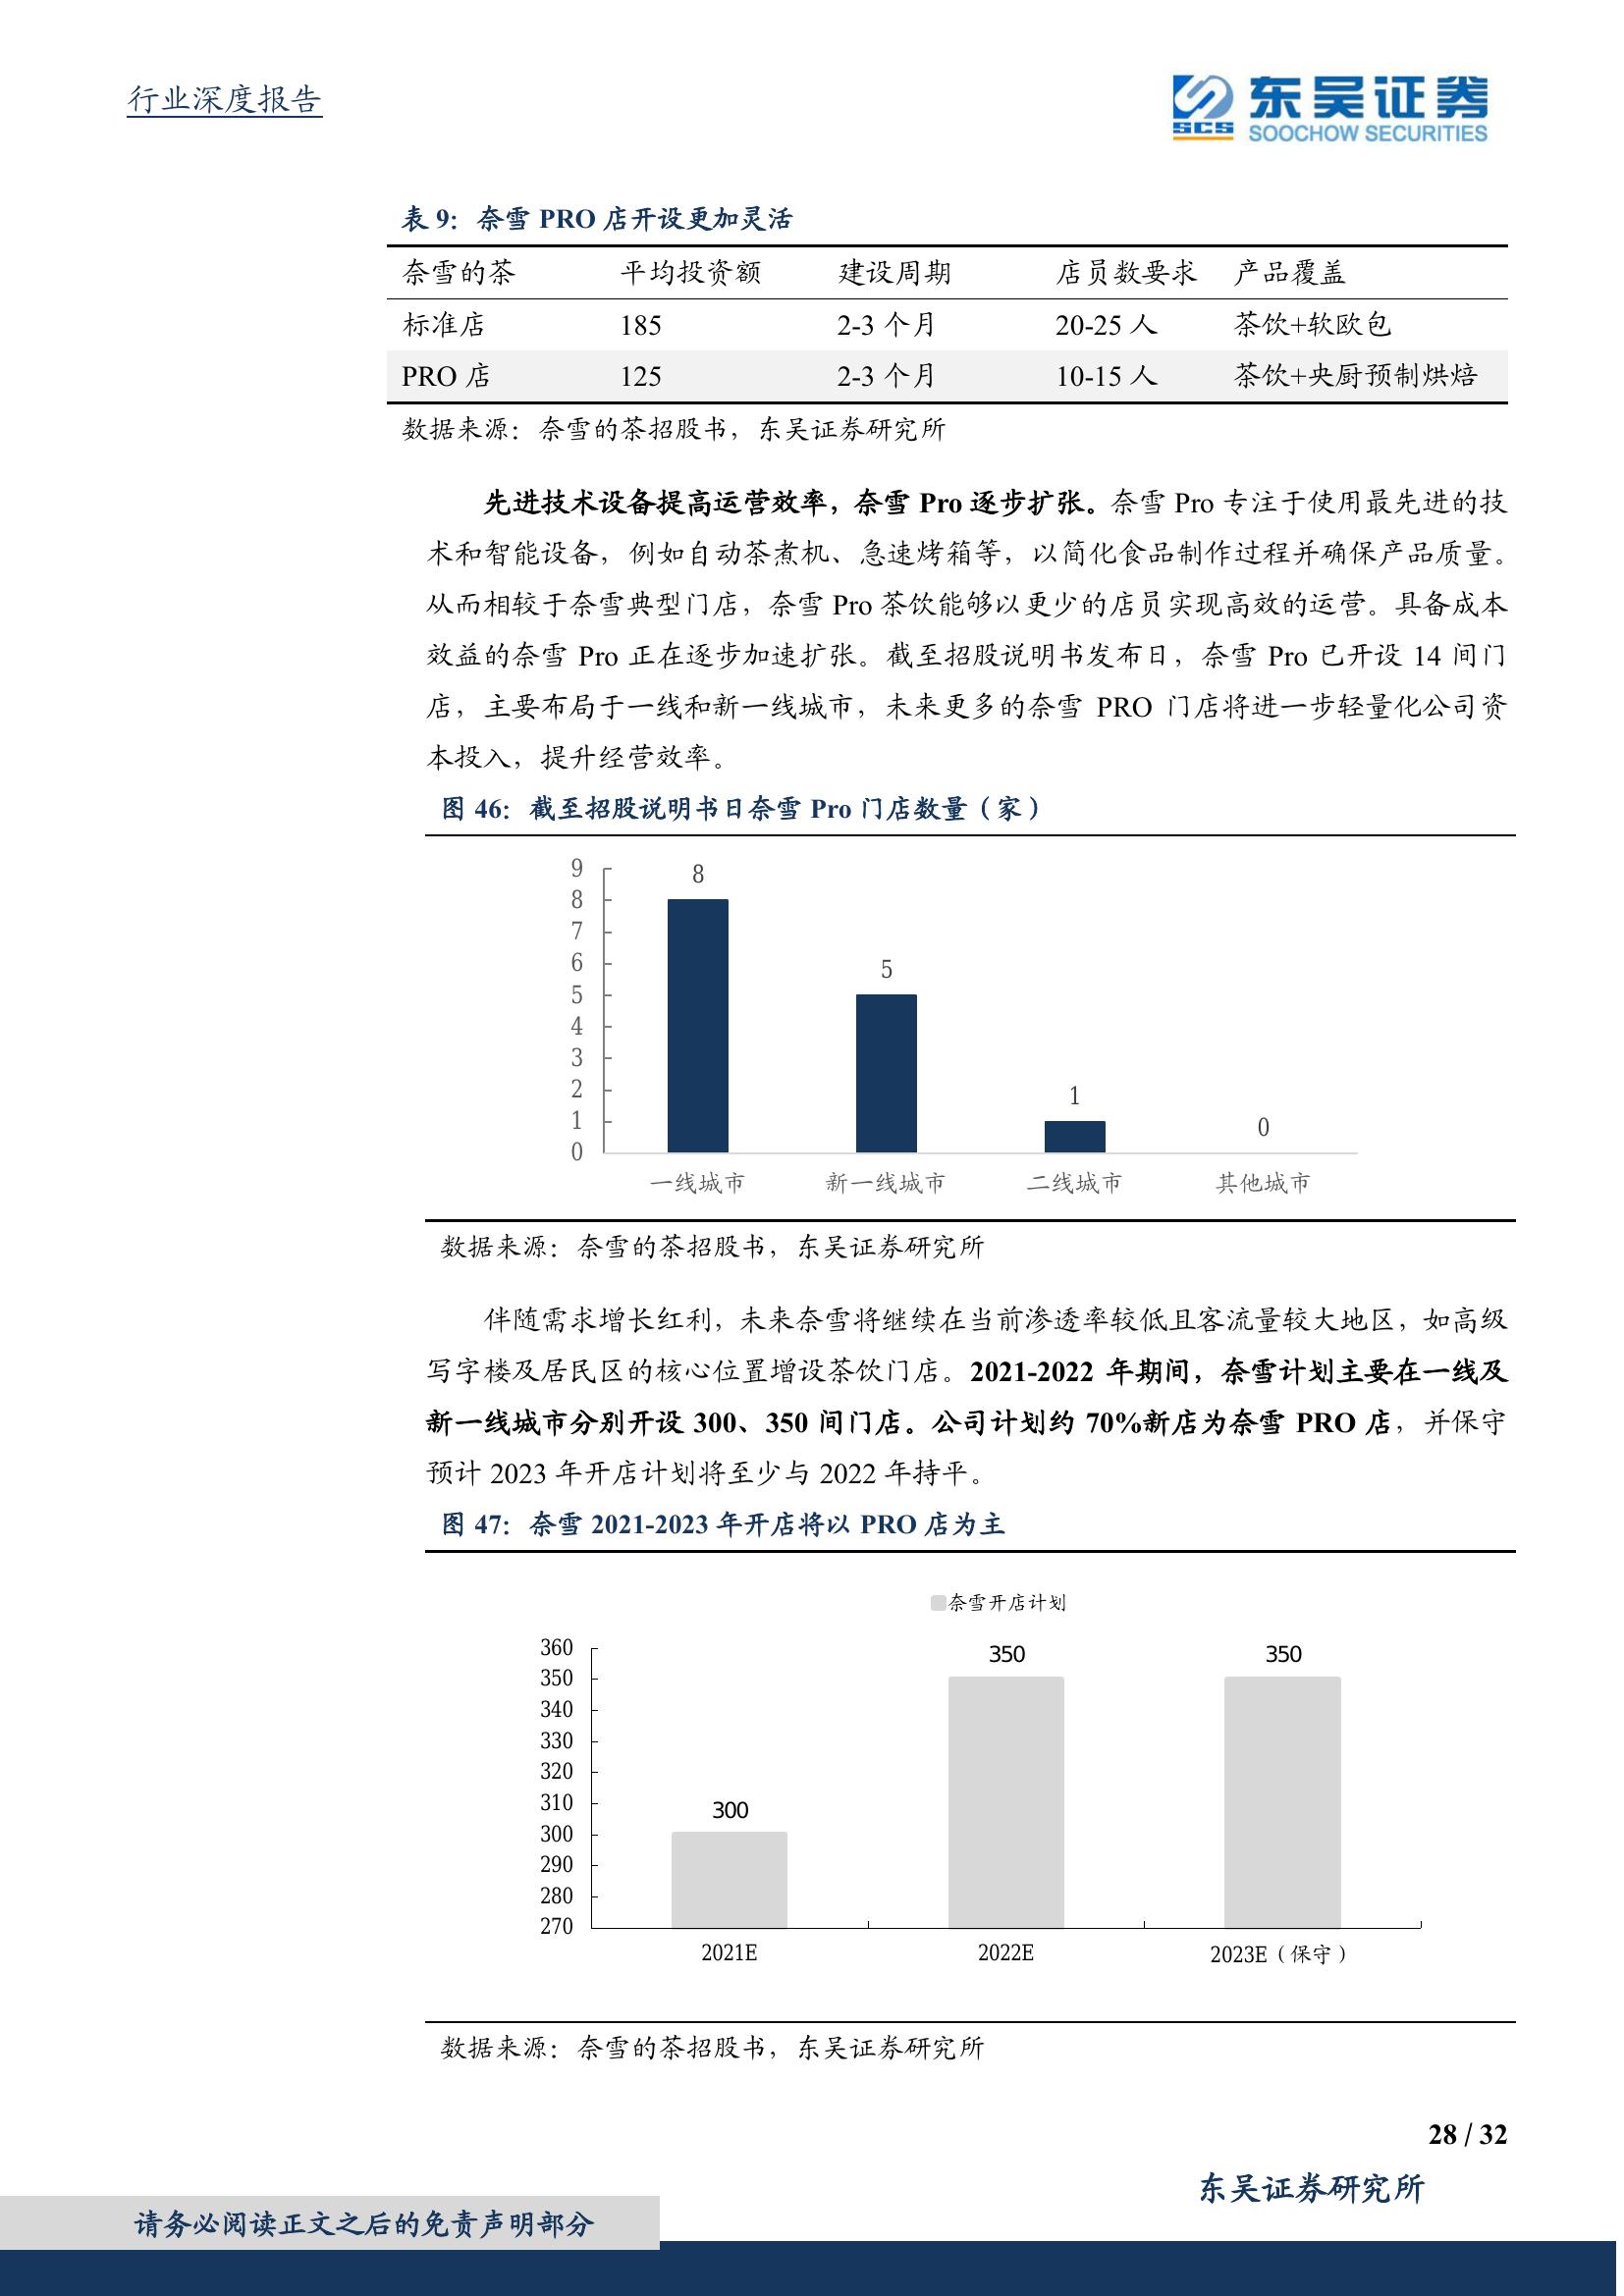 行业深度报告
东吴证券
SCS
SOOCHOW SECURITIES
表 9：奈雪 PRO 店开设更加灵活
奈雪的茶 平均投资额 建设周期 店员数要求 产品覆盖
标准店 185 2-3 个月 20-25 人 茶饮+软欧包
PRO 店 125 2-3 个月 10-15 人 茶饮+央厨预制烘焙
数据来源：奈雪的茶招股书，东吴证券研究所
先进技术设备提高运营效率，奈雪 Pro 逐步扩张。奈雪 Pro 专注于使用最先进的技
术和智能设备，例如自动茶煮机、急速烤箱等，以简化食品制作过程并确保产品质量。
从而相较于奈雪典型门店，奈雪 Pro 茶饮能够以更少的店员实现高效的运营。具备成本
效益的奈雪 Pro 正在逐步加速扩张。截至招股说明书发布日，奈雪 Pro 已开设 14 间门
店，主要布局于一线和新一线城市，未来更多的奈雪 PRO 门店将进一步轻量化公司资
本投入，提升经营效率。
图 46：截至招股说明书日奈雪 Pro 门店数量（家）
9
8
7
6
5
4
3
2
1
0
8
5
1
0
一线城市 新一线城市 二线城市 其他城市
数据来源：奈雪的茶招股书，东吴证券研究所
伴随需求增长红利，未来奈雪将继续在当前渗透率较低且客流量较大地区，如高级
写字楼及居民区的核心位置增设茶饮门店。2021-2022 年期间，奈雪计划主要在一线及
新一线城市分别开设 300、350 间门店。公司计划约 70%新店为奈雪 PRO 店，并保守
预计 2023 年开店计划将至少与 2022 年持平。
图 47：奈雪 2021-2023 年开店将以 PRO 店为主
奈雪开店计划
360
350
340
330
320
310
300
290
280
270
300
350
350
2021E 2022E 2023E（保守）
数据来源：奈雪的茶招股书，东吴证券研究所
28 / 32
东吴证券研究所
请务必阅读正文之后的免责声明部分